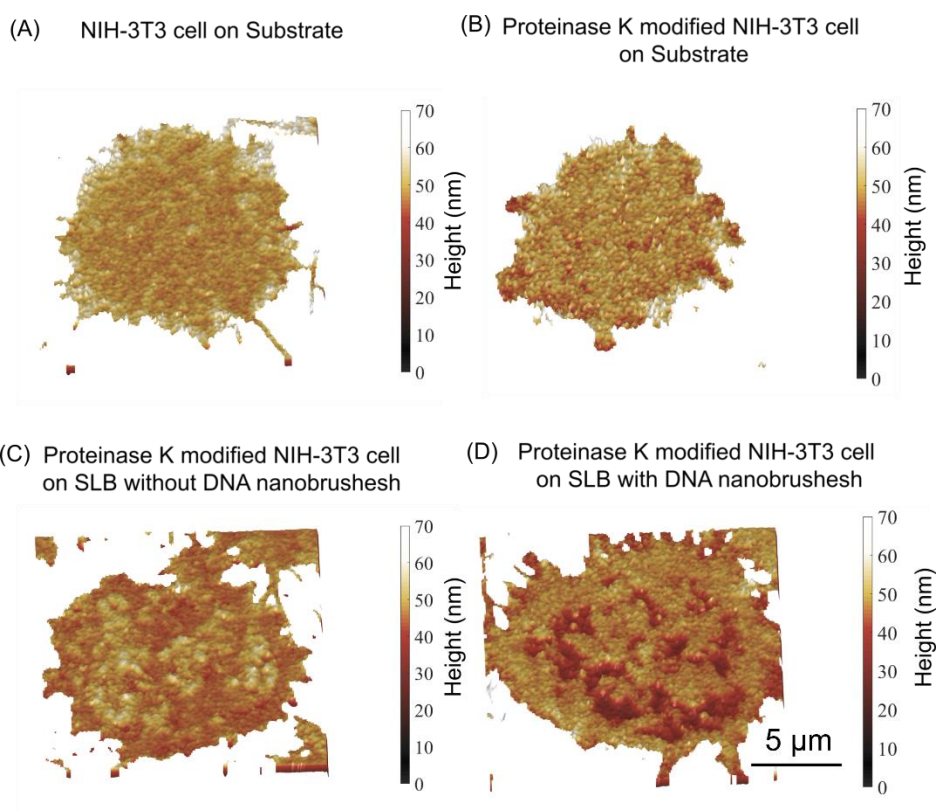 (A) NIH-3T3 cell on Substrate
70
60
50
40
30
20
10
0
Height (nm)
(B) Proteinase K modified NIH-3T3 cell
on Substrate
70
60
50
40
30
20
10
0
Height (nm)
(C) Proteinase K modified NIH-3T3 cell
on SLB without DNA nanobrushesh
70
60
50
40
30
20
10
0
Height (nm)
(D) Proteinase K modified NIH-3T3 cell
on SLB with DNA nanobrushesh
70
60
50
40
30
20
10
0
Height (nm)
5 µm